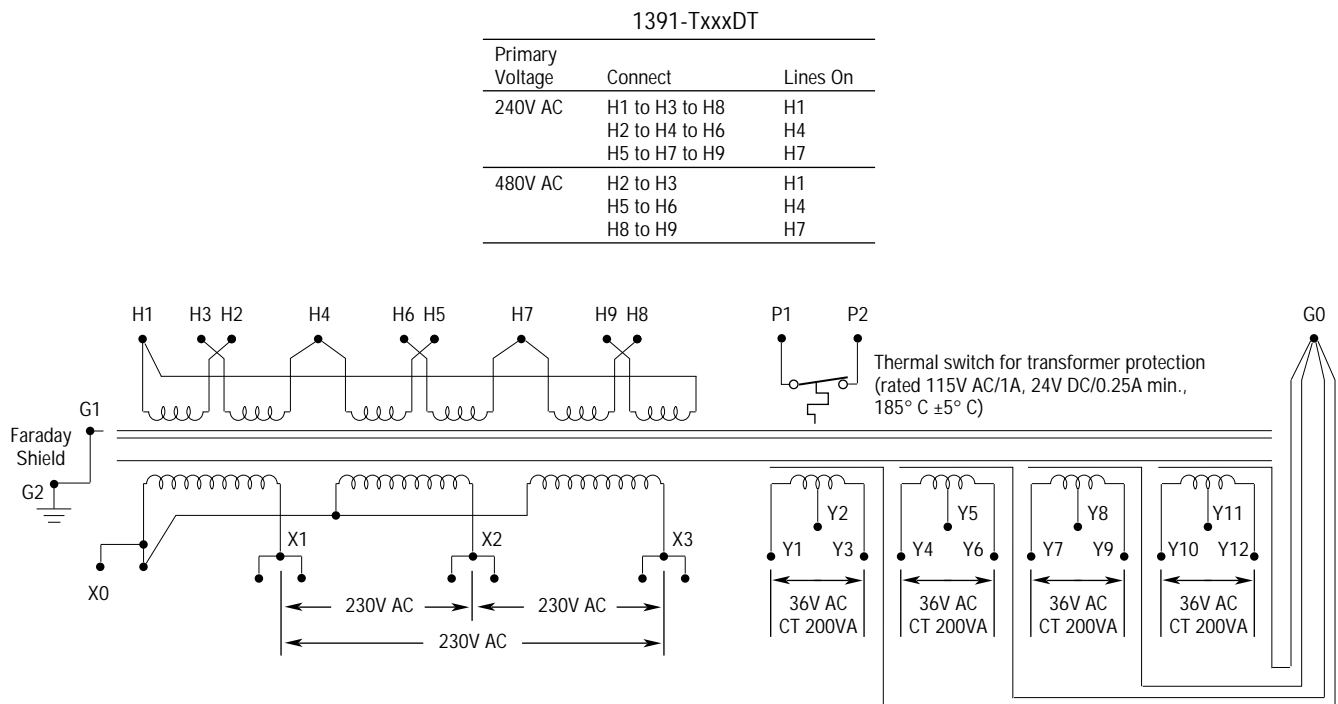 1391-TxxxDT
Primary
Voltage Connect Lines On
240V AC H1 to H3 to H8 H1
H2 to H4 to H6 H4
H5 to H7 to H9 H7
480V AC H2 to H3 H1
H5 to H6 H4
H8 to H9 H7
H1 H3 H2 H4 H6 H5 H7 H9 H8 P1 P2 G0
Thermal switch for transformer protection
(rated 115V AC/1A, 24V DC/0.25A min.,
185° C ±5° C)
G1
Faraday
Shield
G2
Y2 Y5 Y8 Y11
X1 X2 X3 Y1 Y3 Y4 Y6 Y7 Y9 Y10 Y12
X0
230V AC 230V AC
230V AC
36V AC
CT 200VA
36V AC
CT 200VA
36V AC
CT 200VA
36V AC
CT 200VA